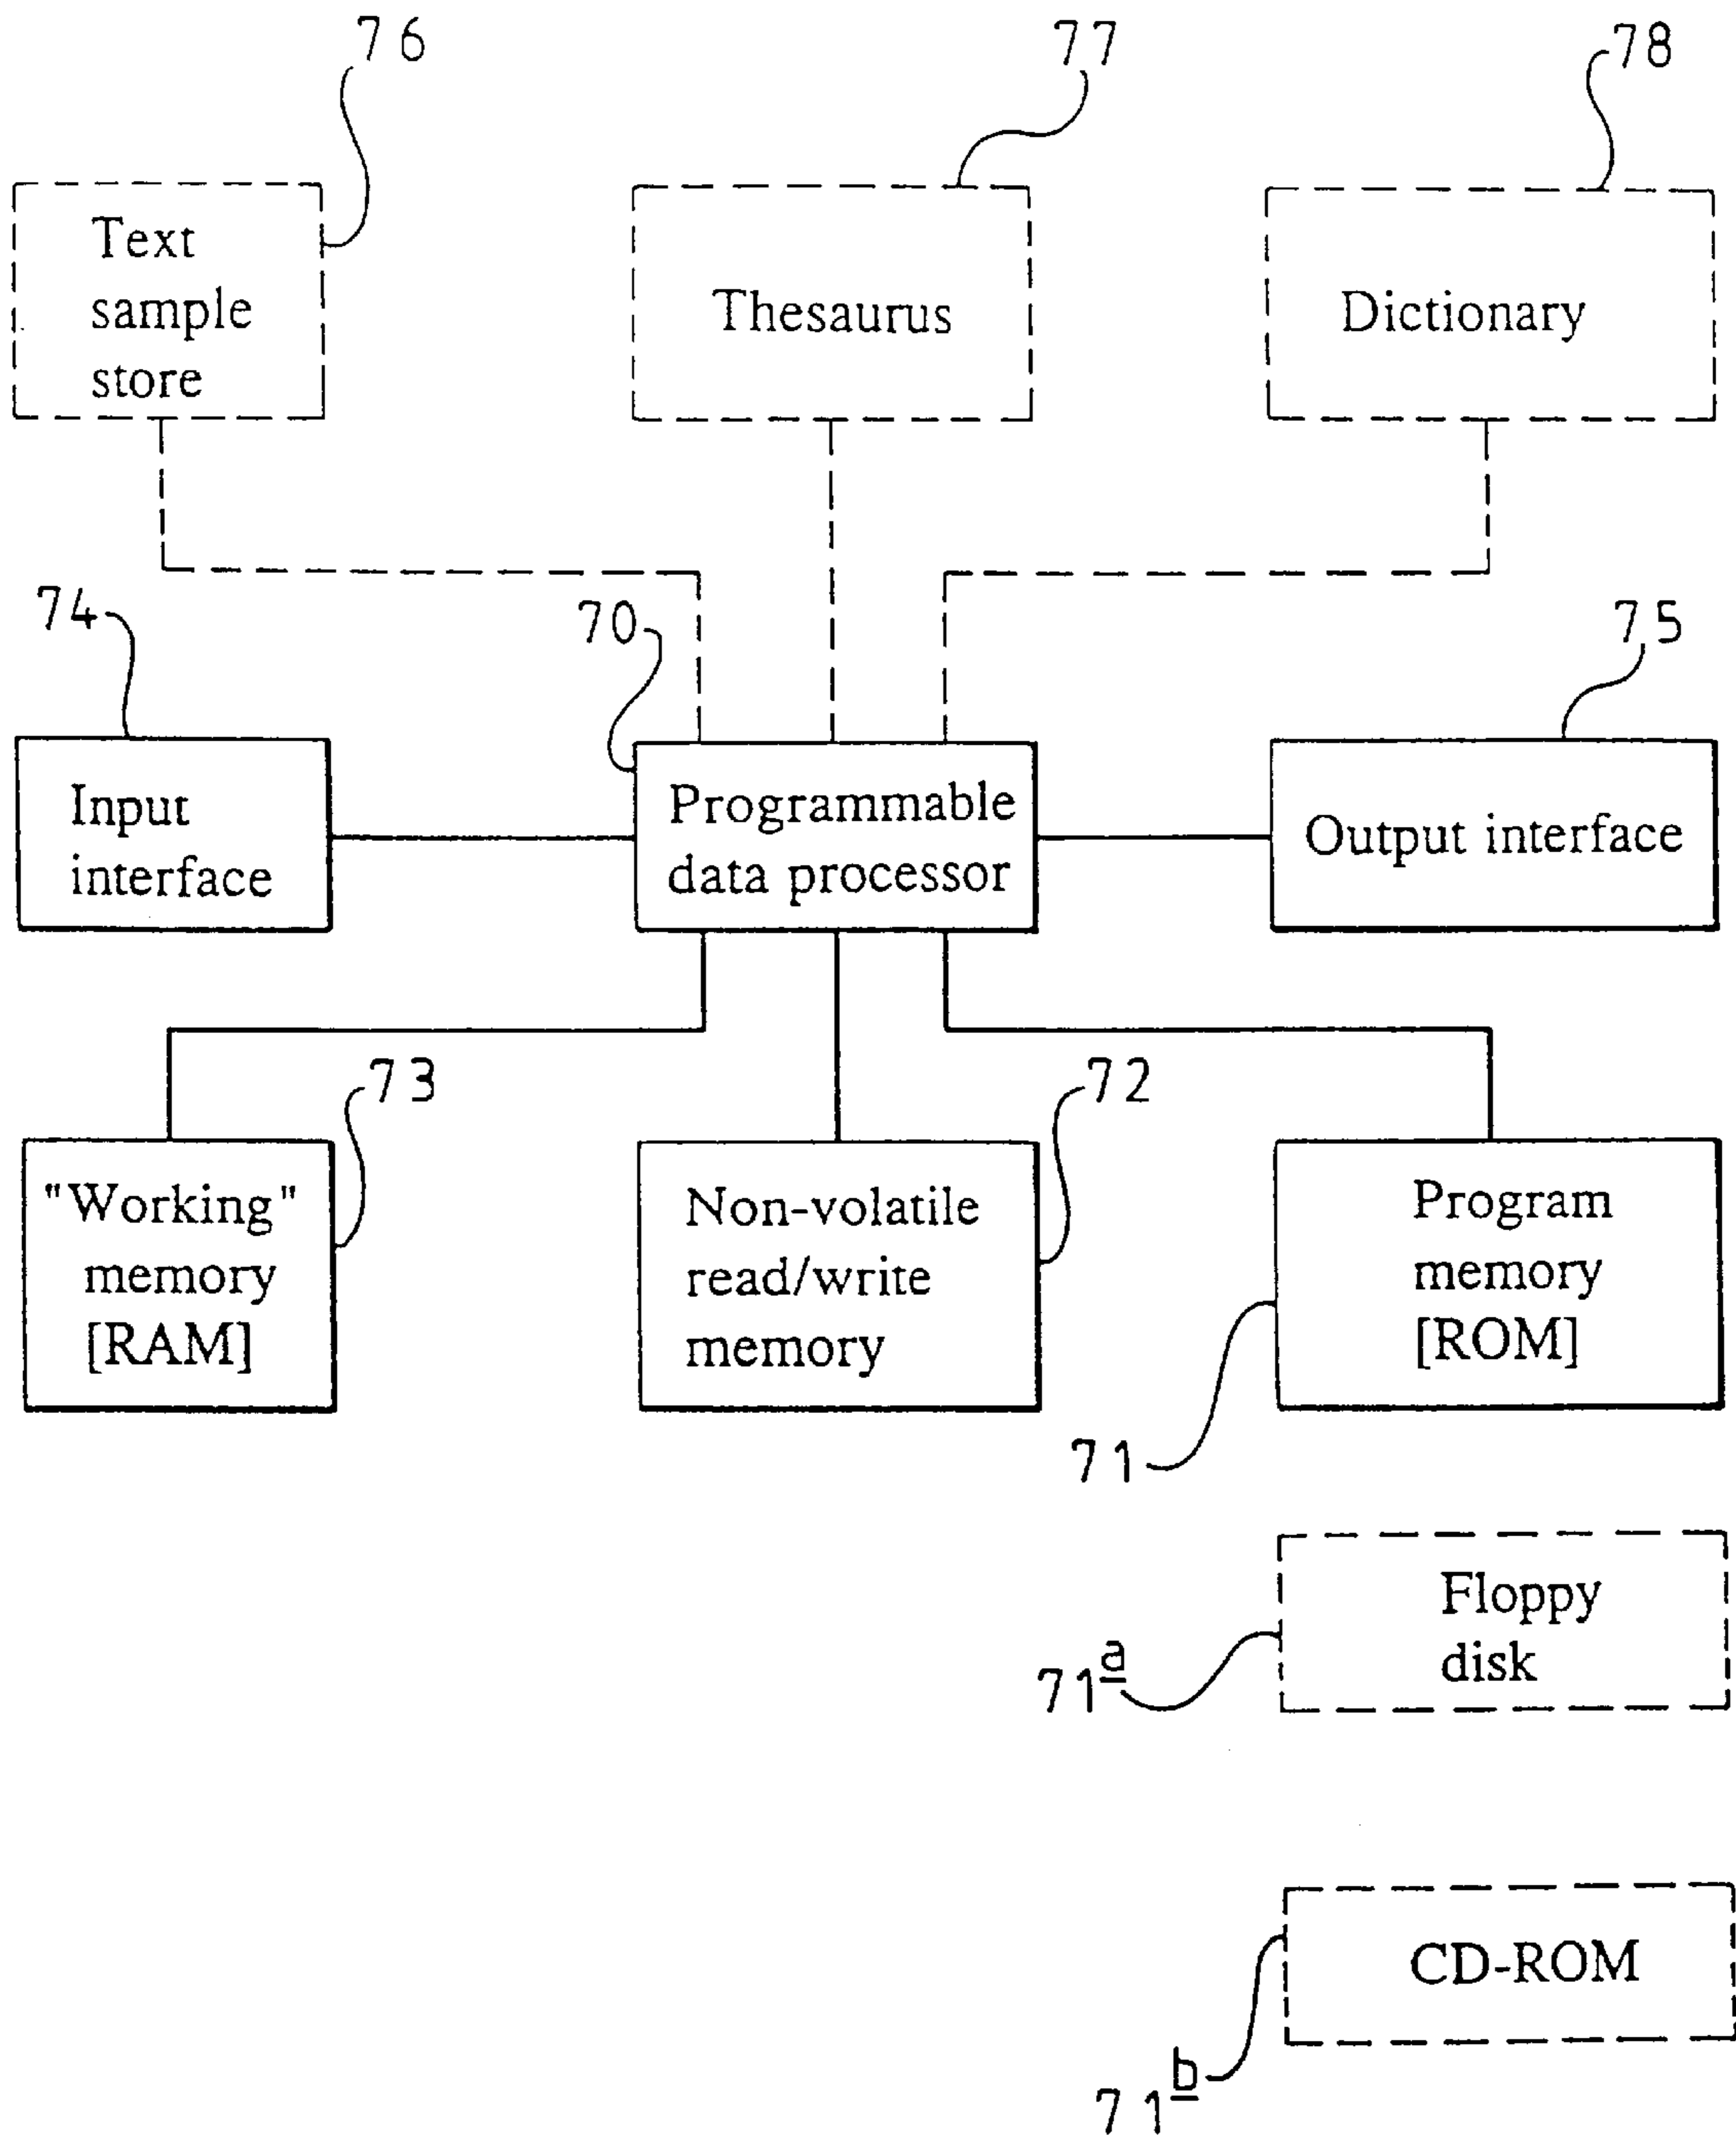 76
77
78
Text
sample
store
Thesaurus
Dictionary
74
70
75
Input
interface
Programmable
data processor
Output interface
73
72
"Working"
memory
[RAM]
Non-volatile
read/write
memory
Program
memory
[ROM]
71
Floppy
disk
71a
CD-ROM
71b